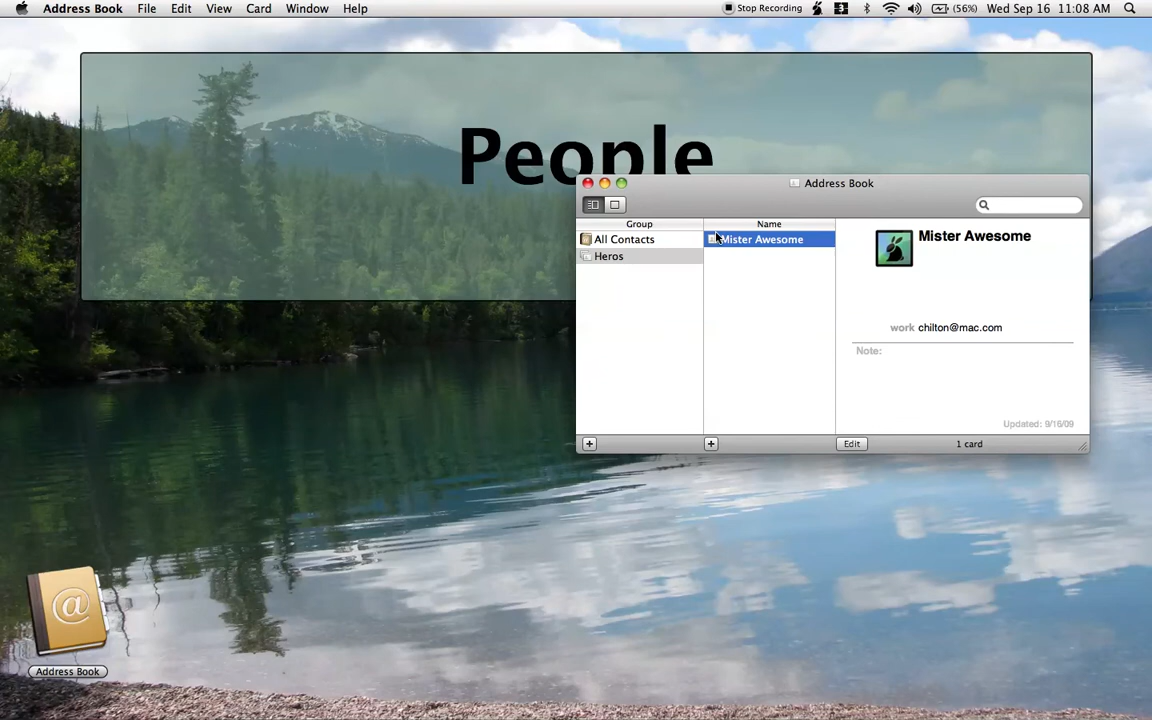 Address Book File Edit View Card Window Help Stop Recording 3 (56%) Wed Sep 16 11:08 AM
People
Address Book
Group Name
All Contacts Mister Awesome Mister Awesome
Heros
work chilton@mac.com
Note:
Updated: 9/16/09
+ + Edit 1 card
@
Address Book